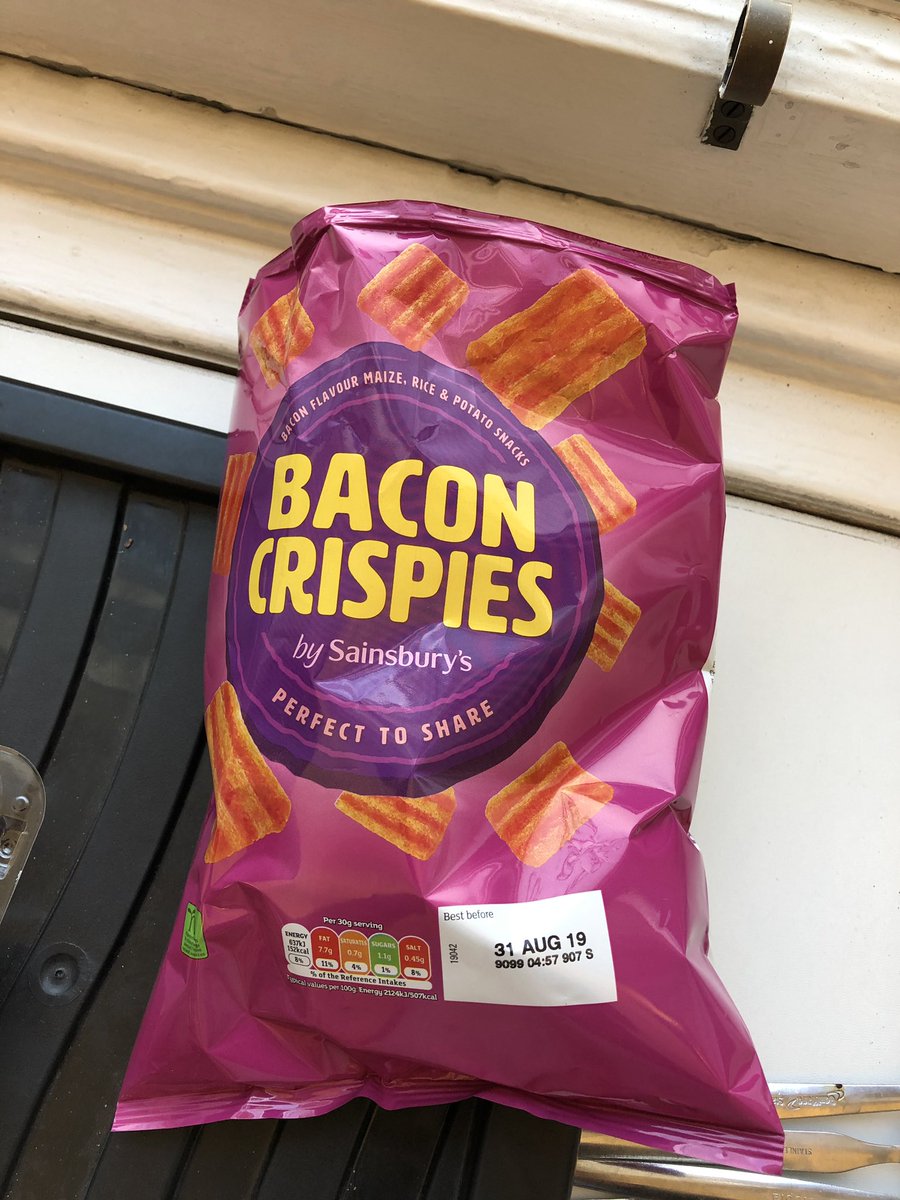 BACON FLAVOUR MAIZE, RICE & POTATO SNACKS
BACON
CRISPIES
by Sainsbury's
PERFECT TO SHARE
Per 30g serving
ENERGY
637kJ
152kcal
8%
FAT
7.7g
11%
SATURATES
0.7g
4%
SUGARS
1.1g
1%
SALT
0.45g
8%
% of the Reference Intakes
Typical values per 100g Energy 2124kJ/507kcal
Best before
19042
31 AUG 19
9099 04:57 907 S